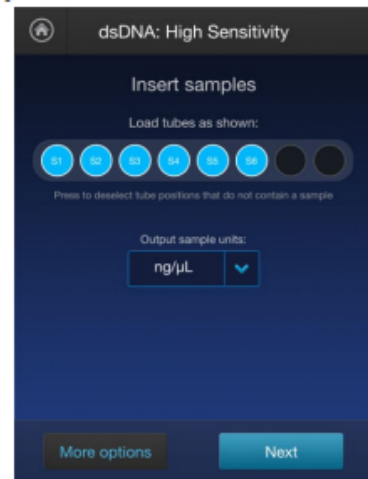 dsDNA: High Sensitivity
Insert samples
Load tubes as shown:
S1 S2 S3 S4 S5 S6
Press to deselect tube positions that do not contain a sample
Output sample units:
ng/µL
More options Next